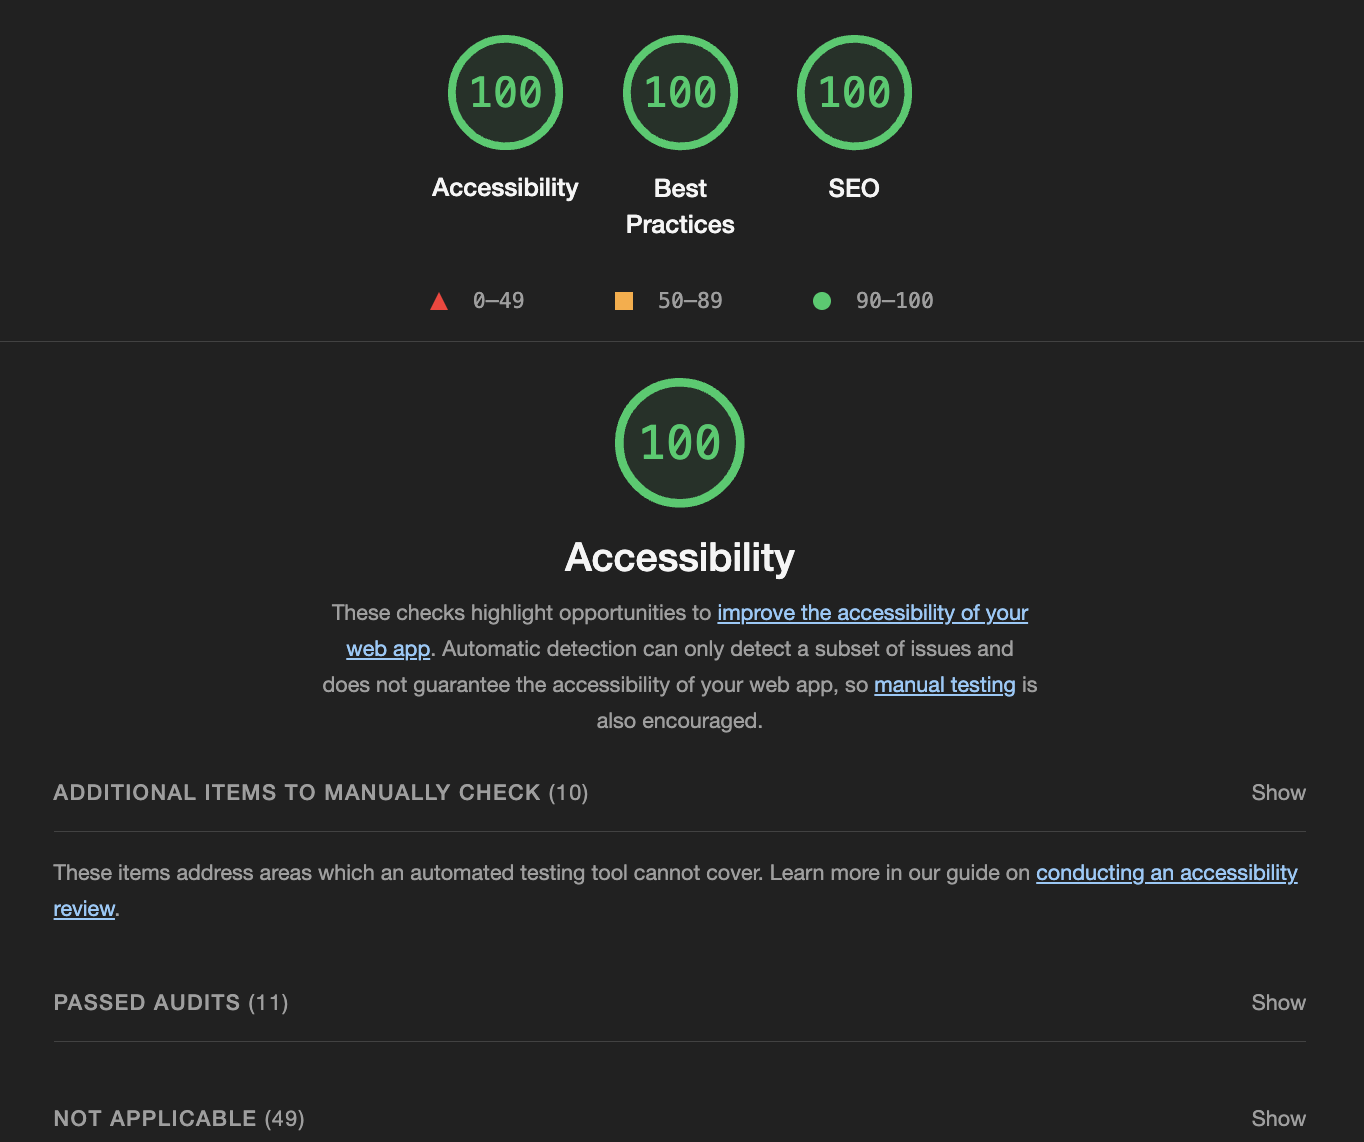 100 100 100
Accessibility Best Practices SEO
0–49 50–89 90–100
100
Accessibility
These checks highlight opportunities to improve the accessibility of your
web app. Automatic detection can only detect a subset of issues and
does not guarantee the accessibility of your web app, so manual testing is
also encouraged.
ADDITIONAL ITEMS TO MANUALLY CHECK (10) Show
These items address areas which an automated testing tool cannot cover. Learn more in our guide on conducting an accessibility
review.
PASSED AUDITS (11) Show
NOT APPLICABLE (49) Show